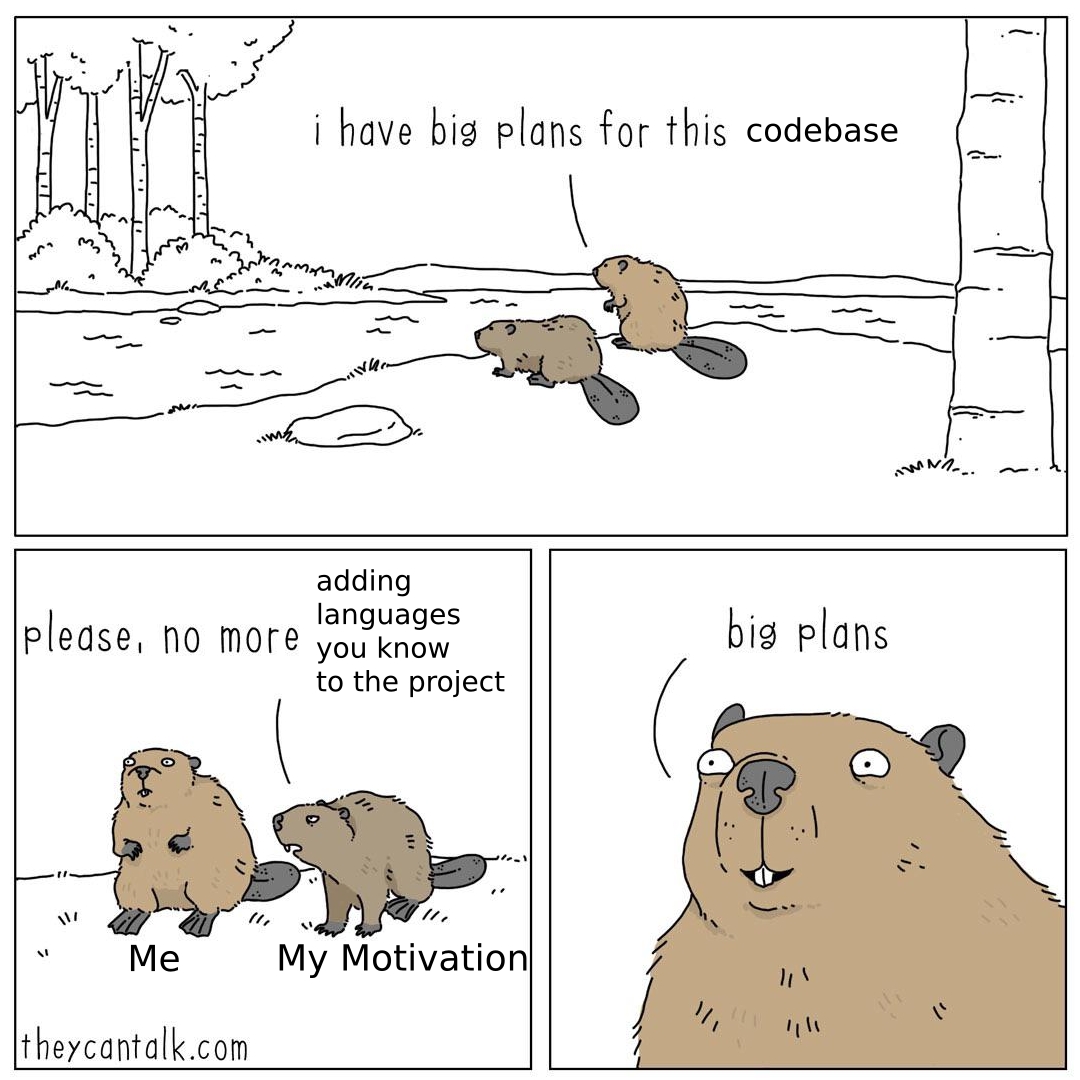 i have big plans for this codebase
please, no more adding
languages
you know
to the project
Me My Motivation
theycantalk.com
big plans